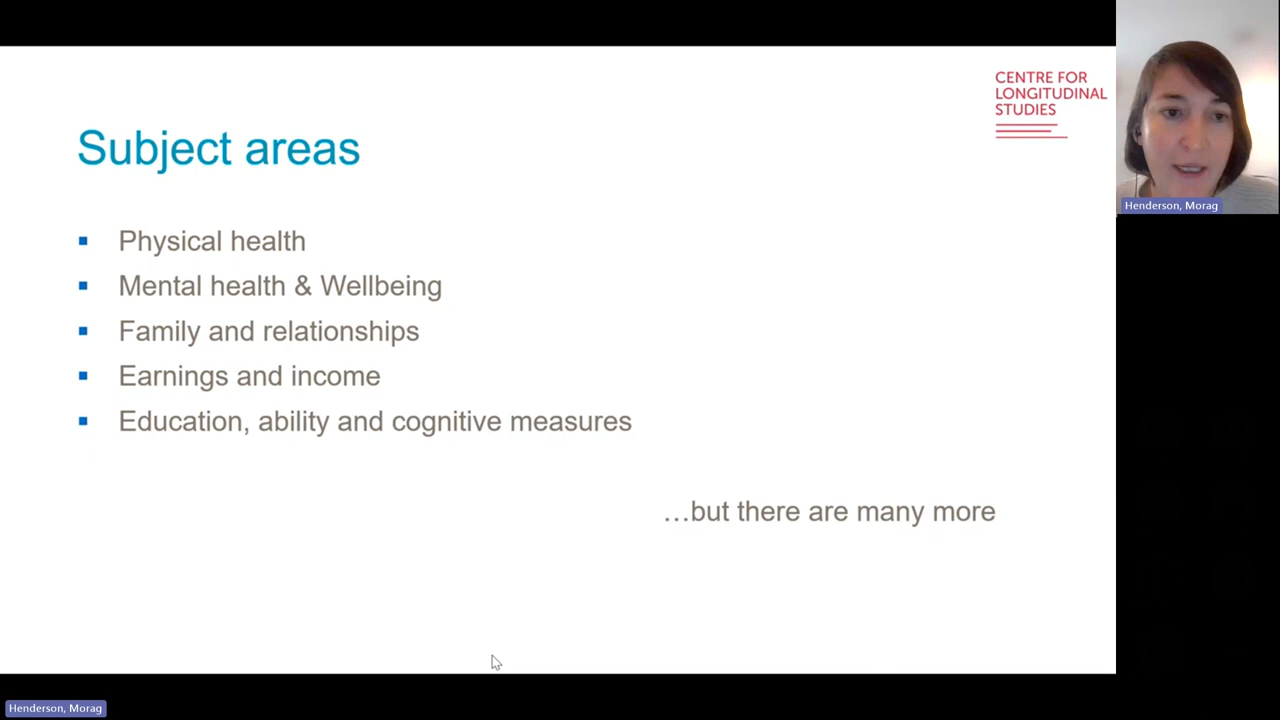 CENTRE FOR
LONGITUDINAL
STUDIES
Subject areas
Physical health
Mental health & Wellbeing
Family and relationships
Earnings and income
Education, ability and cognitive measures
…but there are many more
Henderson, Morag
Henderson, Morag